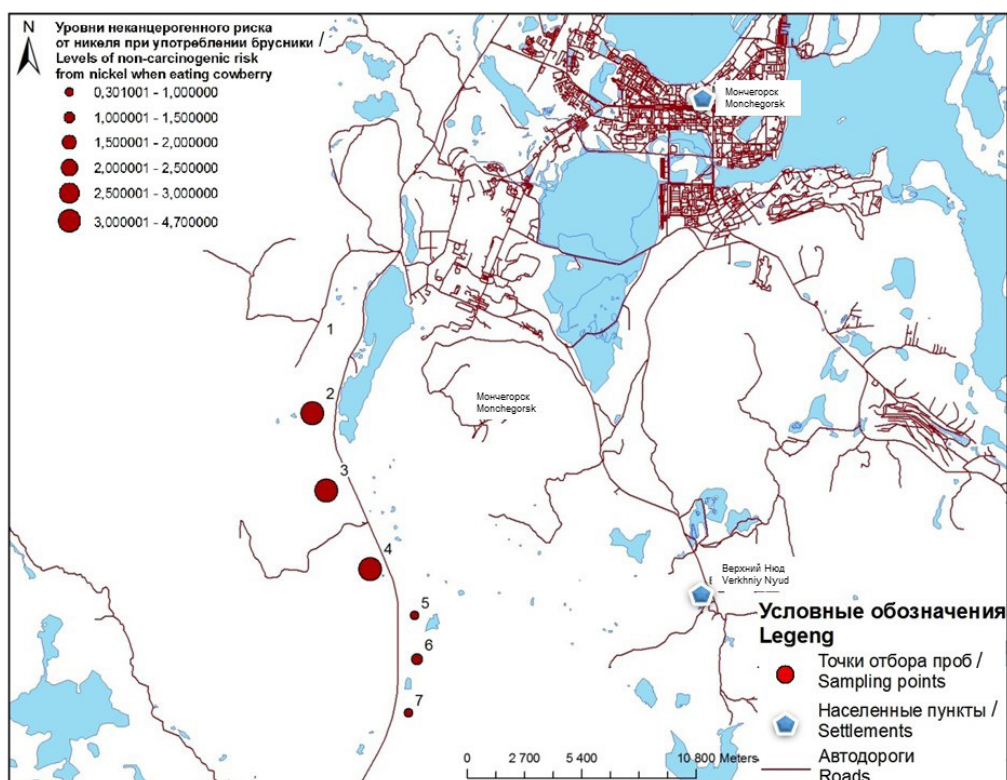 N
Уровни неканцерогенного риска
от никеля при употреблении брусники /
Levels of non-carcinogenic risk
from nickel when eating cowberry
0,301001 - 1,000000
1,000001 - 1,500000
1,500001 - 2,000000
2,000001 - 2,500000
2,500001 - 3,000000
3,000001 - 4,700000
Мончегорск
Monchegorsk
1
2
Мончегорск
Monchegorsk
3
4
5
6
7
Верхний Нюд
Verkhniy Nyud
Условные обозначения
Legeng
Точки отбора проб /
Sampling points
Населенные пункты /
Settlements
Автодороги
Roads
0 2 700 5 400 10 800 Meters